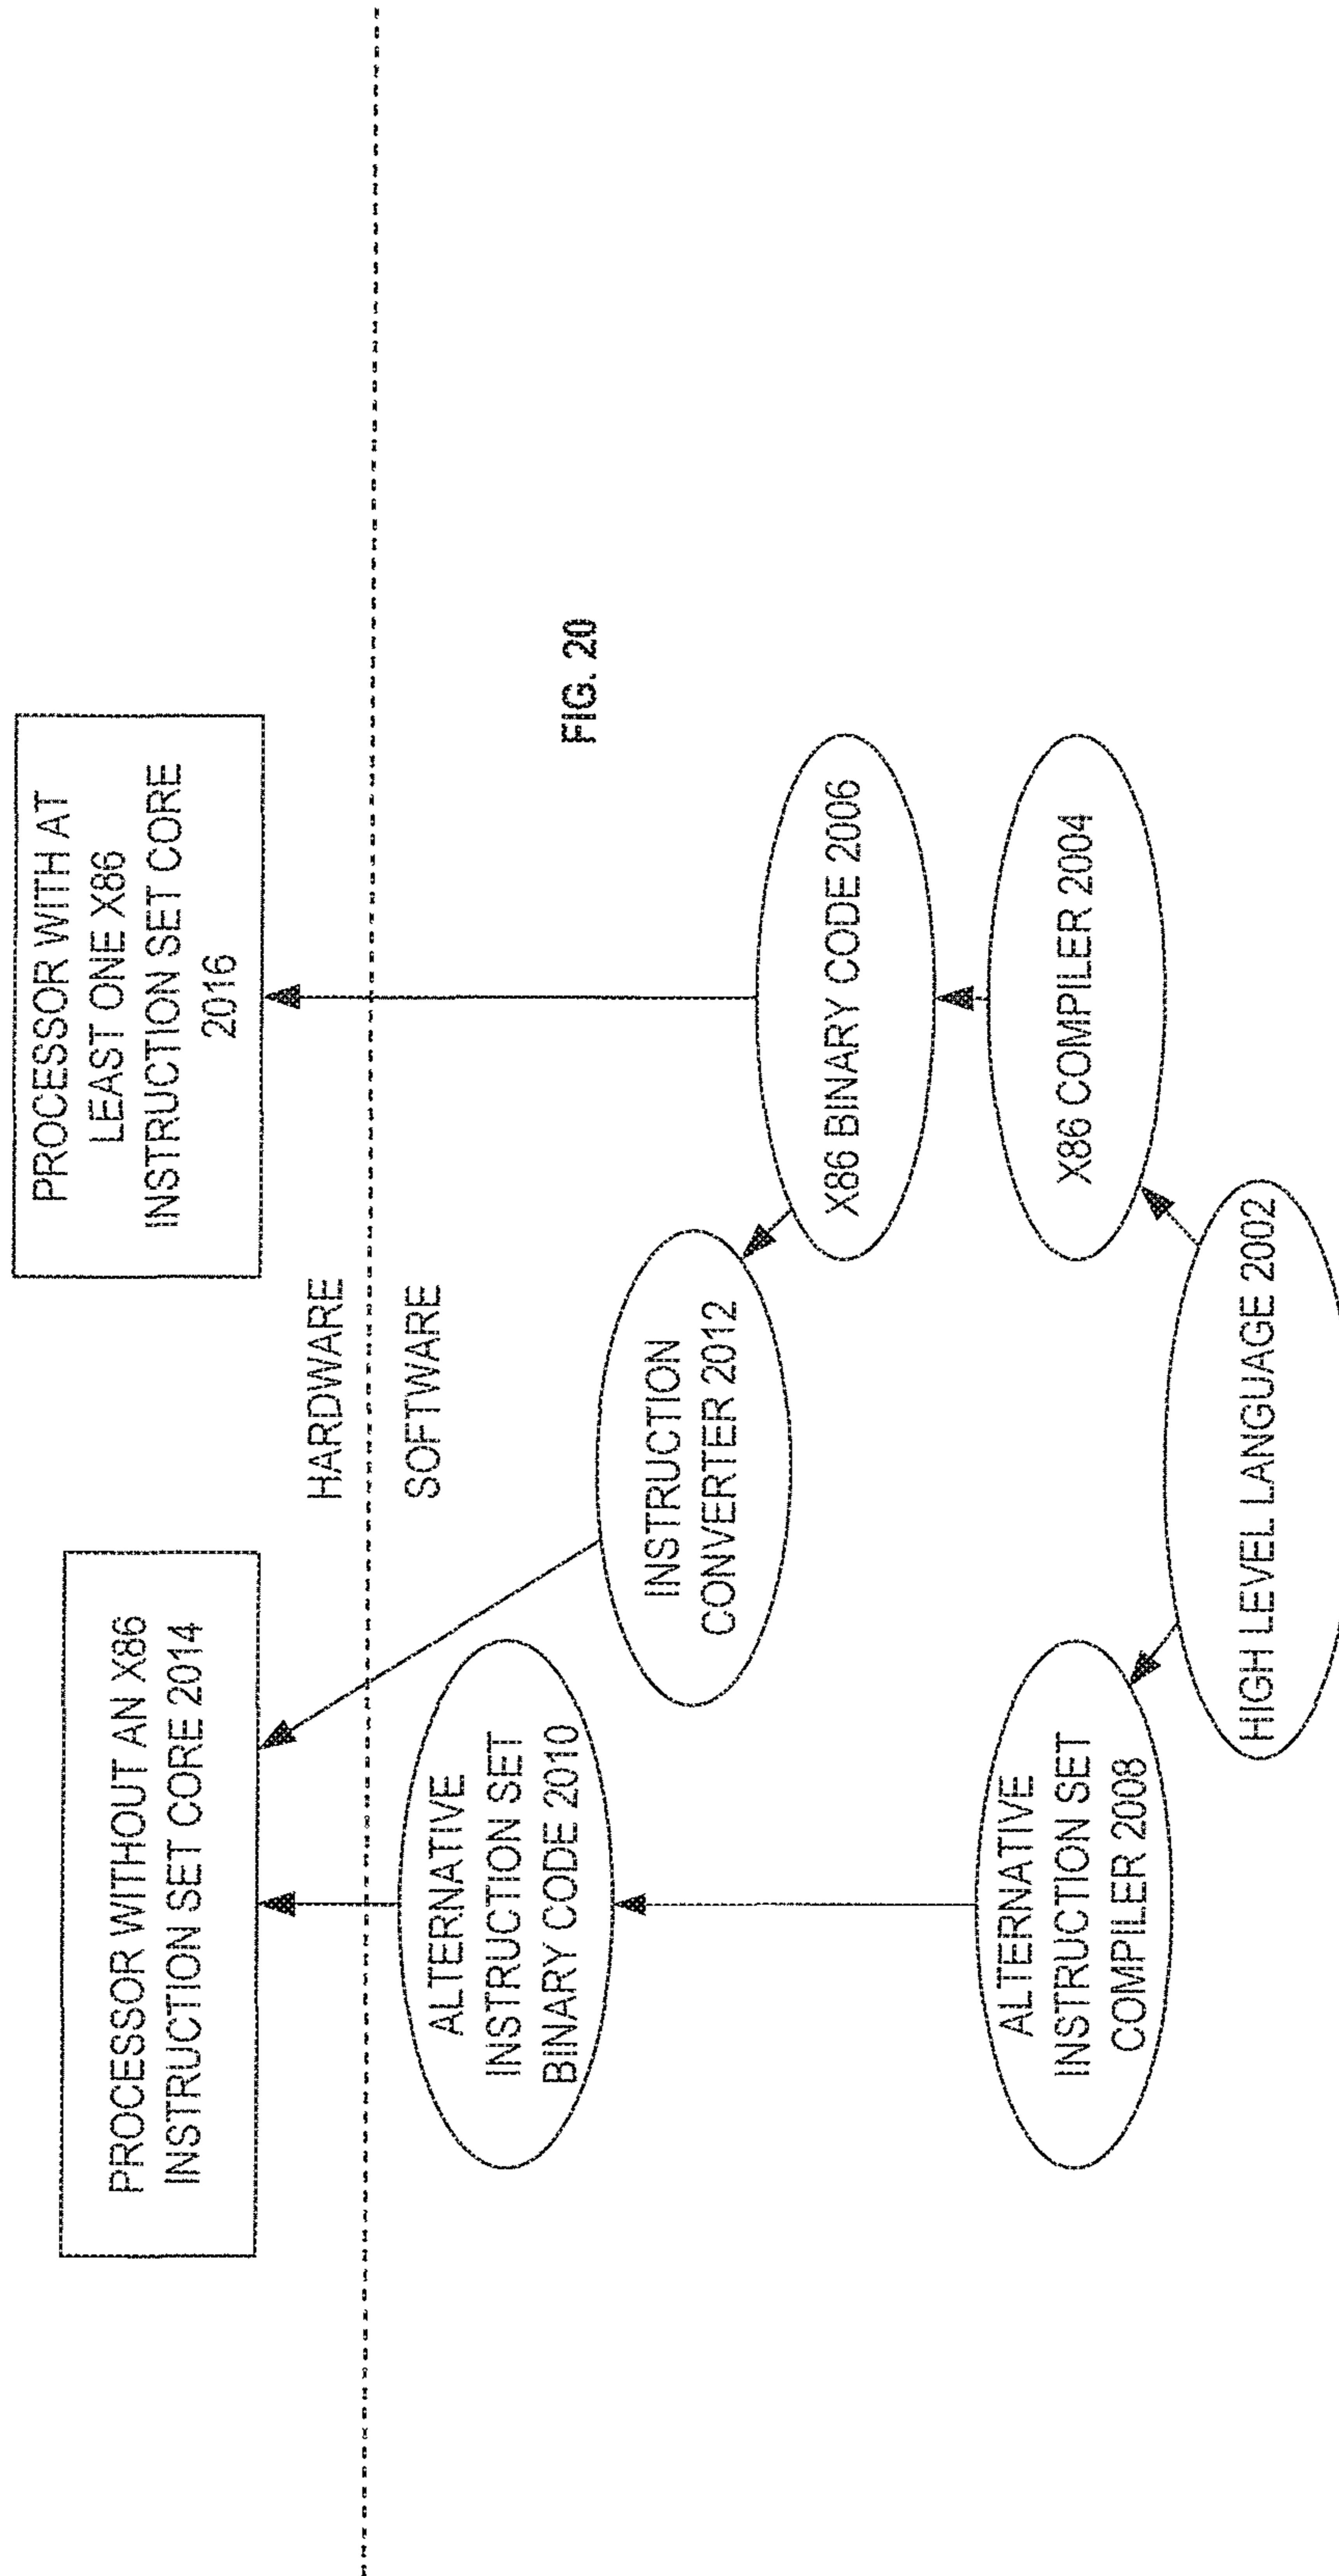 PROCESSOR WITHOUT AN X86
INSTRUCTION SET CORE 2014
PROCESSOR WITH AT
LEAST ONE X86
INSTRUCTION SET CORE
2016
HARDWARE
SOFTWARE
ALTERNATIVE
INSTRUCTION SET
BINARY CODE 2010
INSTRUCTION
CONVERTER 2012
FIG. 20
X86 BINARY CODE 2006
ALTERNATIVE
INSTRUCTION SET
COMPILER 2008
X86 COMPILER 2004
HIGH LEVEL LANGUAGE 2002